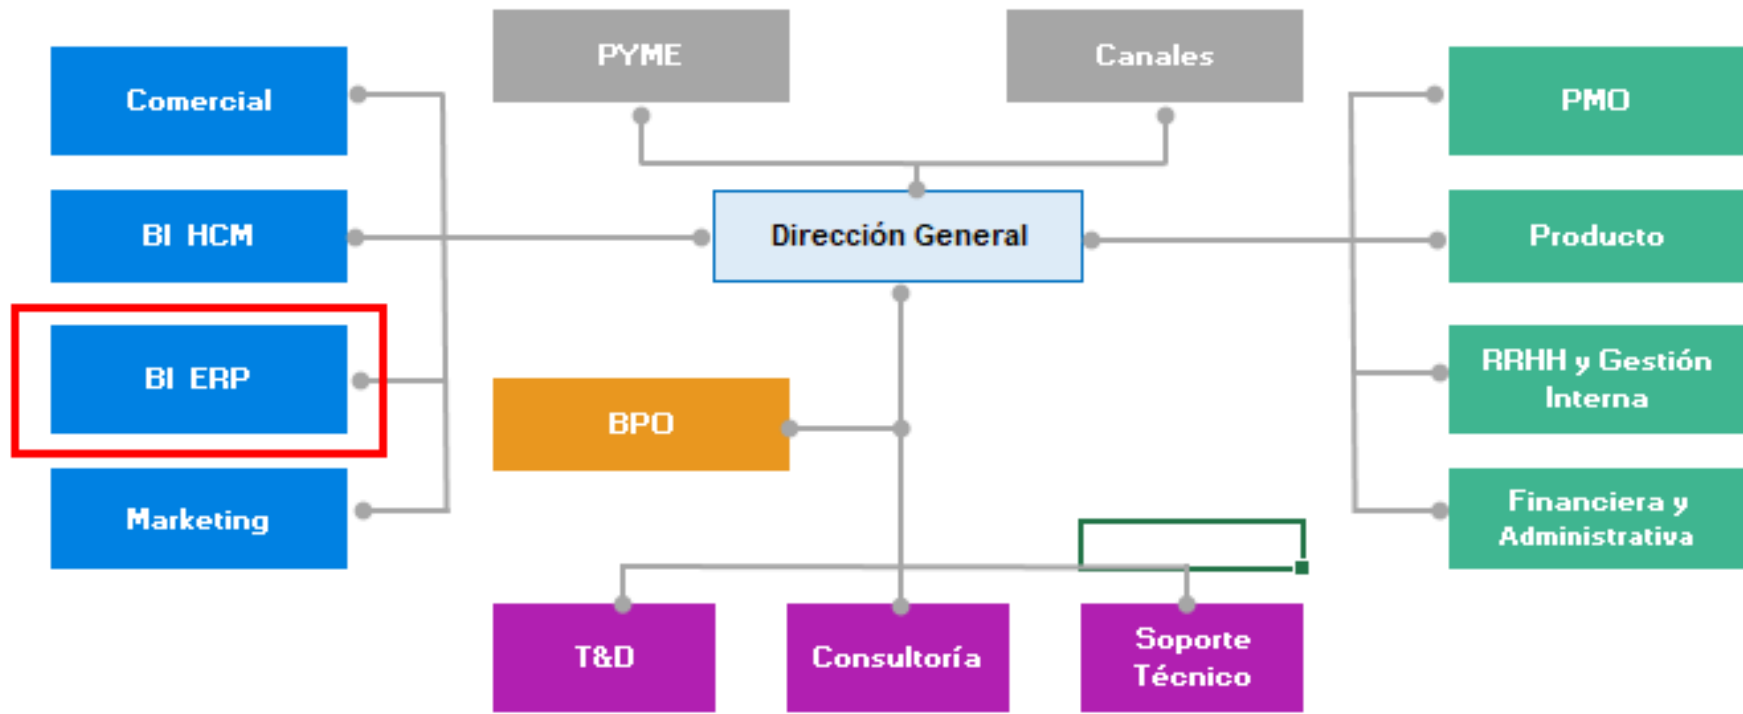 PYME
Canales
Comercial
PMO
BI HCM
Dirección General
Producto
BI ERP
RRHH y Gestión
Interna
BPO
Marketing
Financiera y
Administrativa
T&D
Consultoría
Soporte
Técnico